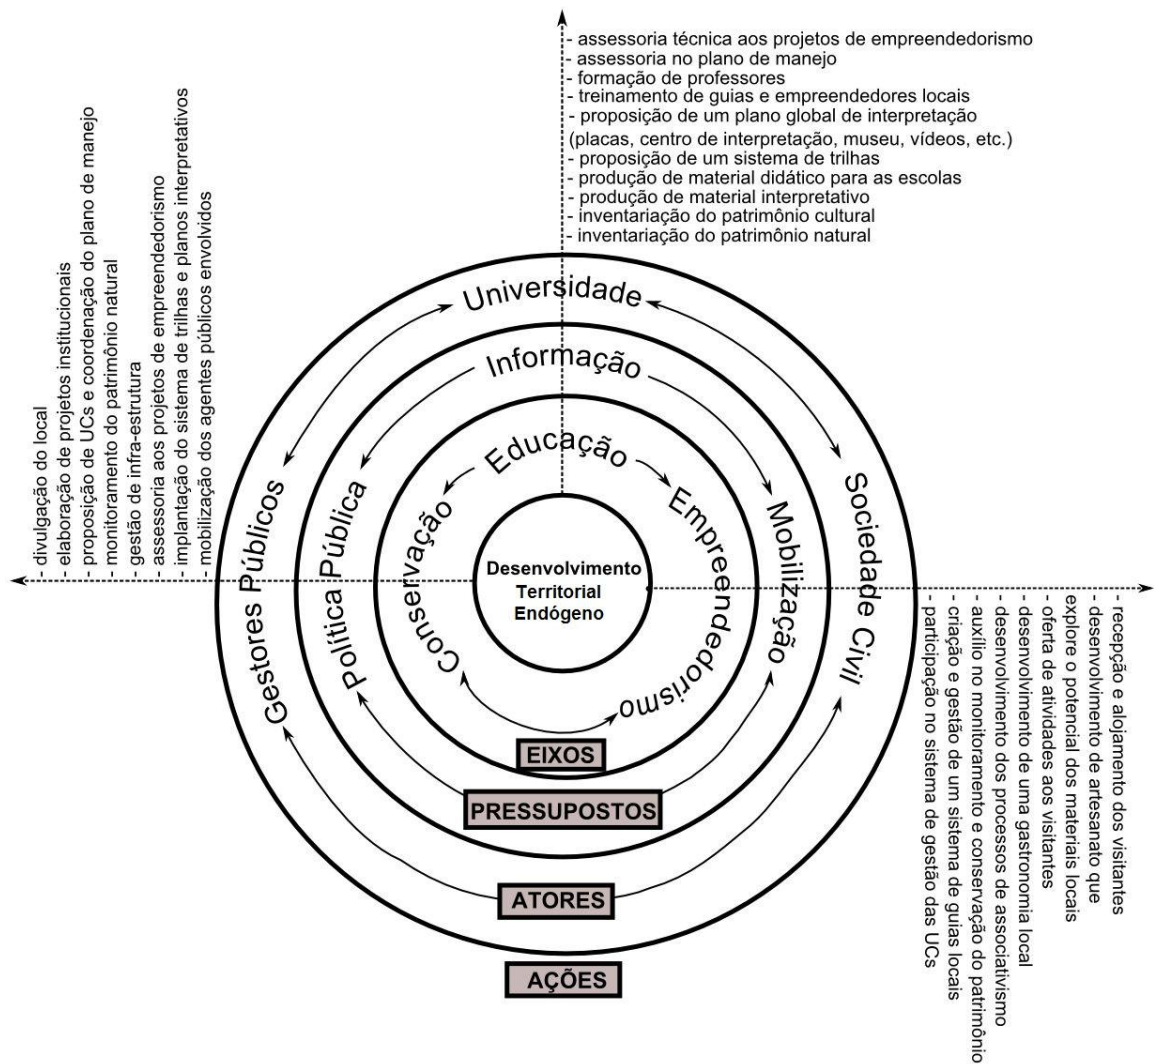 - assessoria técnica aos projetos de empreendedorismo
- assessoria no plano de manejo
- formação de professores
- treinamento de guias e empreendedores locais
- proposição de um plano global de interpretação
(placas, centro de interpretação, museu, vídeos, etc.)
- proposição de um sistema de trilhas
- produção de material didático para as escolas
- produção de material interpretativo
- inventariação do patrimônio cultural
- inventariação do patrimônio natural
- divulgação do local
- elaboração de projetos institucionais
- proposição de UCs e coordenação do plano de manejo
- monitoramento do patrimônio natural
- gestão de infra-estrutura
- assessoria aos projetos de empreendedorismo
- implantação do sistema de trilhas e planos interpretativos
- mobilização dos agentes públicos envolvidos
Universidade
Informação
Educação
Gestores Públicos
Política Pública
Conservação
Desenvolvimento
Territorial
Endógeno
Empreendedorismo
Mobilização
Sociedade Civil
- recepção e alojamento dos visitantes
- desenvolvimento de artesanato que
explore o potencial dos materiais locais
- oferta de atividades aos visitantes
- desenvolvimento de uma gastronomia local
- desenvolvimento dos processos de associativismo
- auxílio no monitoramento e conservação do patrimônio
- criação e gestão de um sistema de guias locais
- participação no sistema de gestão das UCs
EIXOS
PRESSUPOSTOS
ATORES
AÇÕES